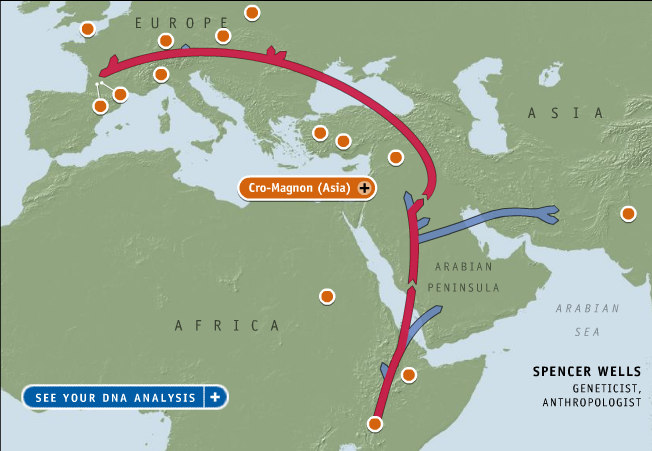 EUROPE
ASIA
Cro-Magnon (Asia)
ARABIAN
PENINSULA
ARABIAN
SEA
AFRICA
SPENCER WELLS
GENETICIST,
ANTHROPOLOGIST
SEE YOUR DNA ANALYSIS